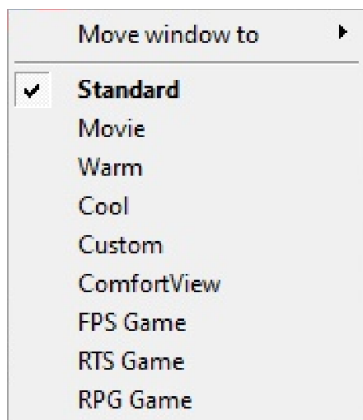 Move window to
Standard
Movie
Warm
Cool
Custom
ComfortView
FPS Game
RTS Game
RPG Game